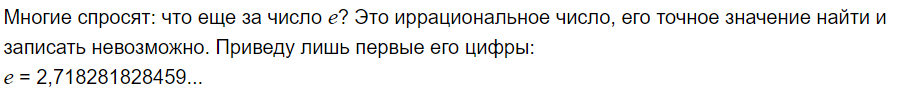 Многие спросят: что еще за число e? Это иррациональное число, его точное значение найти и
записать невозможно. Приведу лишь первые его цифры:
e = 2,718281828459...